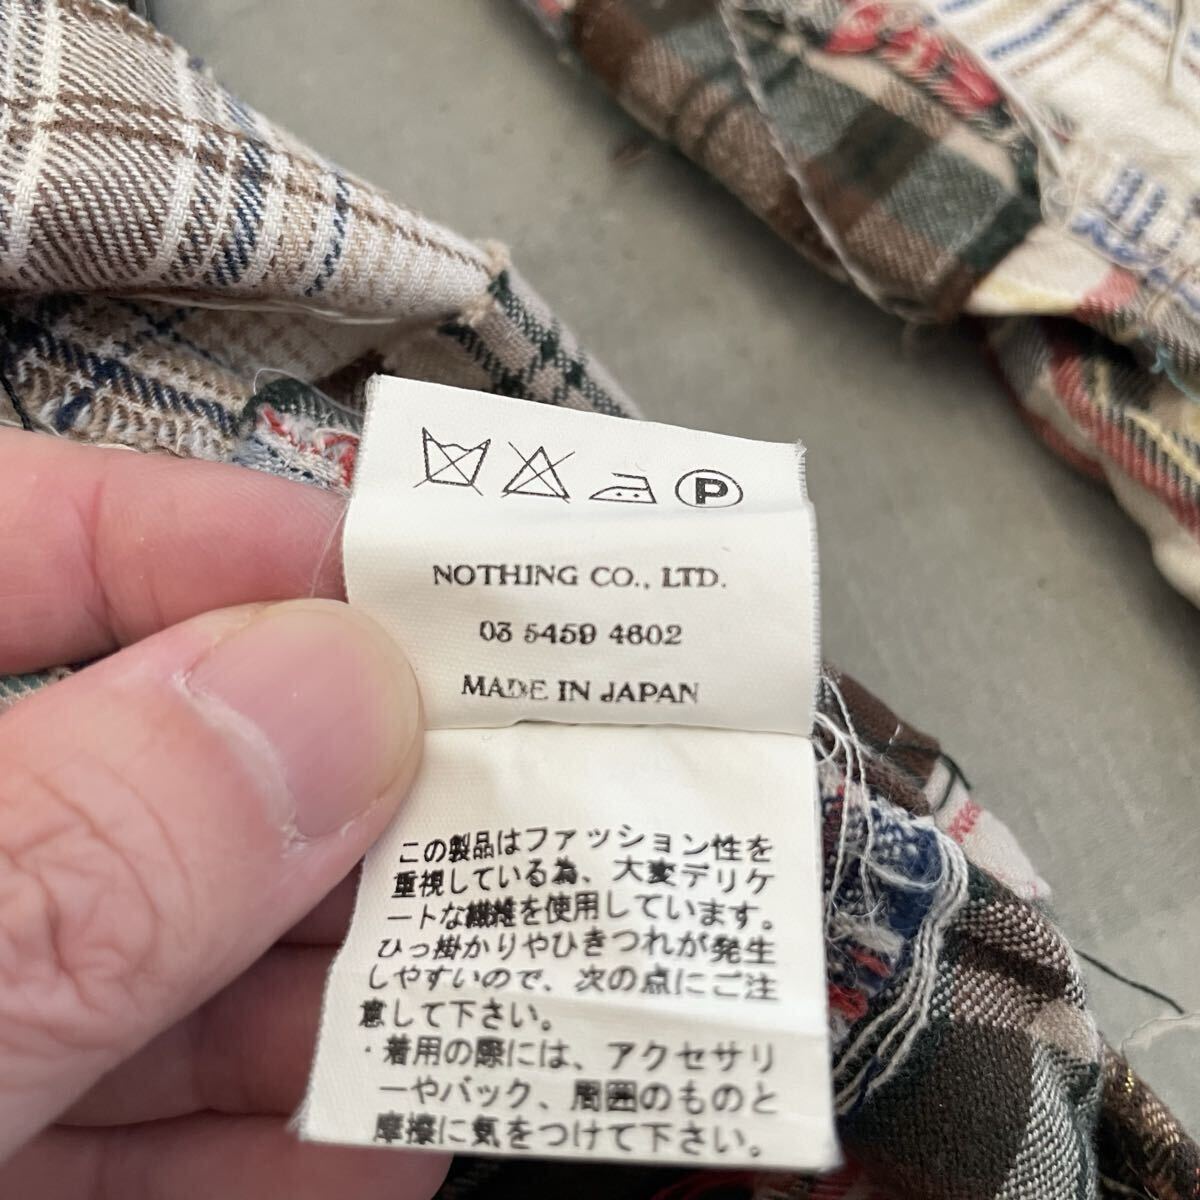 P
NOTHING CO., LTD.
03 5459 4602
MADE IN JAPAN
この製品はファッション性を
重視している為、大変デリケ
ートな繊維を使用しています。
ひっ掛かりやひきつれが発生
しやすいので、次の点にご注
意して下さい。
・着用の際には、アクセサリ
ーやバック、周囲のものと
摩擦に気をつけて下さい。